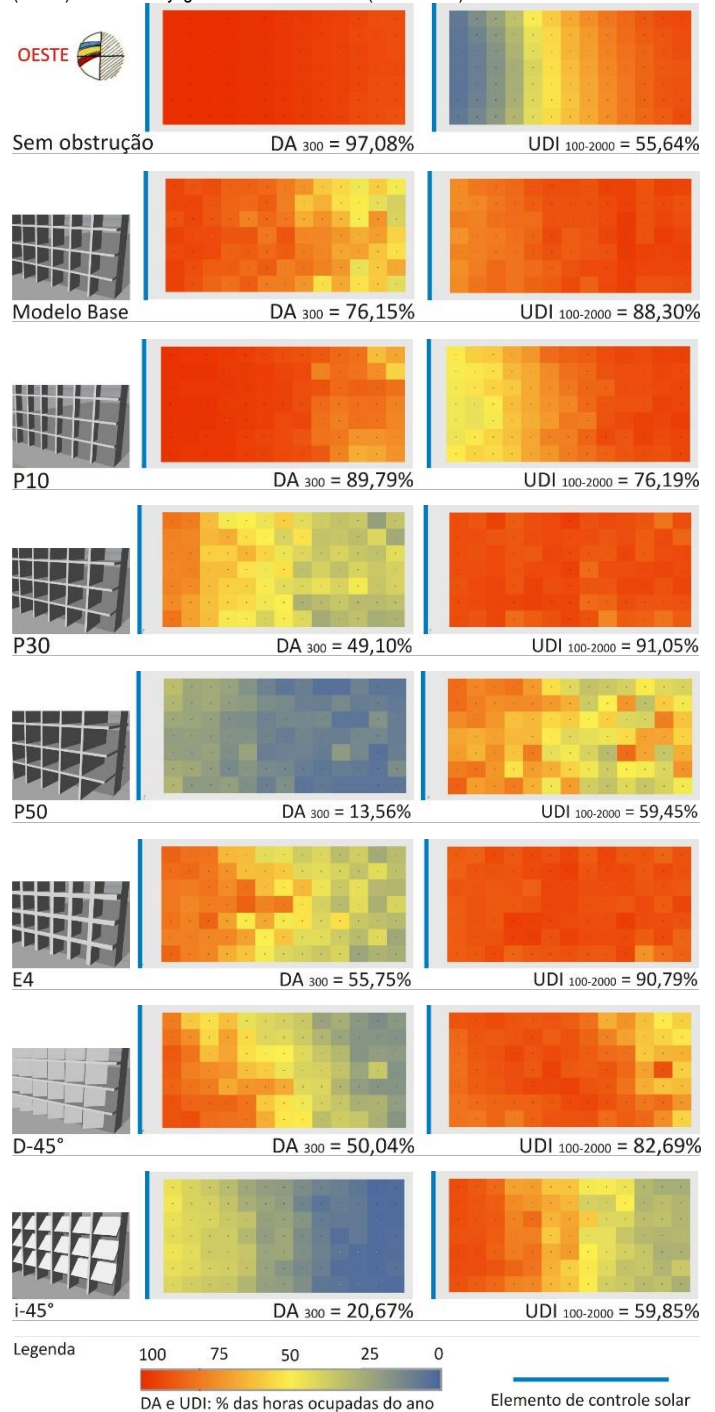 OESTE
Sem obstrução DA 300 = 97,08% UDI 100-2000 = 55,64%
Modelo Base DA 300 = 76,15% UDI 100-2000 = 88,30%
P10 DA 300 = 89,79% UDI 100-2000 = 76,19%
P30 DA 300 = 49,10% UDI 100-2000 = 91,05%
P50 DA 300 = 13,56% UDI 100-2000 = 59,45%
E4 DA 300 = 55,75% UDI 100-2000 = 90,79%
D-45° DA 300 = 50,04% UDI 100-2000 = 82,69%
i-45° DA 300 = 20,67% UDI 100-2000 = 59,85%
Legenda
100 75 50 25 0
DA e UDI: % das horas ocupadas do ano Elemento de controle solar